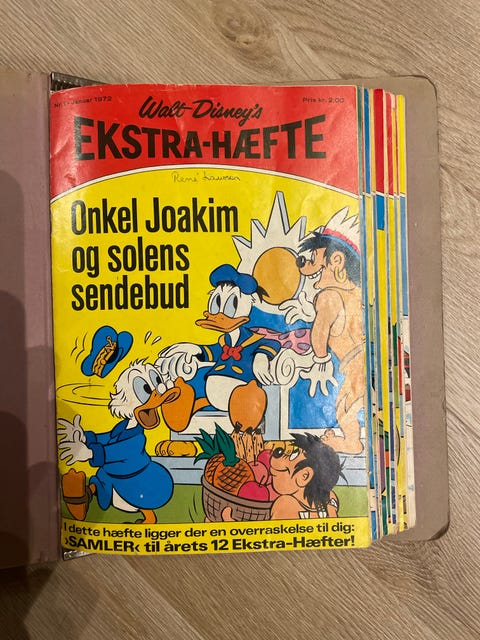 Nr. 1 · Januar 1972
Pris kr. 2,00
Walt Disney's
EKSTRA-HÆFTE
Onkel Joakim
og solens
sendebud
I dette hæfte ligger der en overraskelse til dig:
›SAMLER‹ til årets 12 Ekstra-Hæfter!